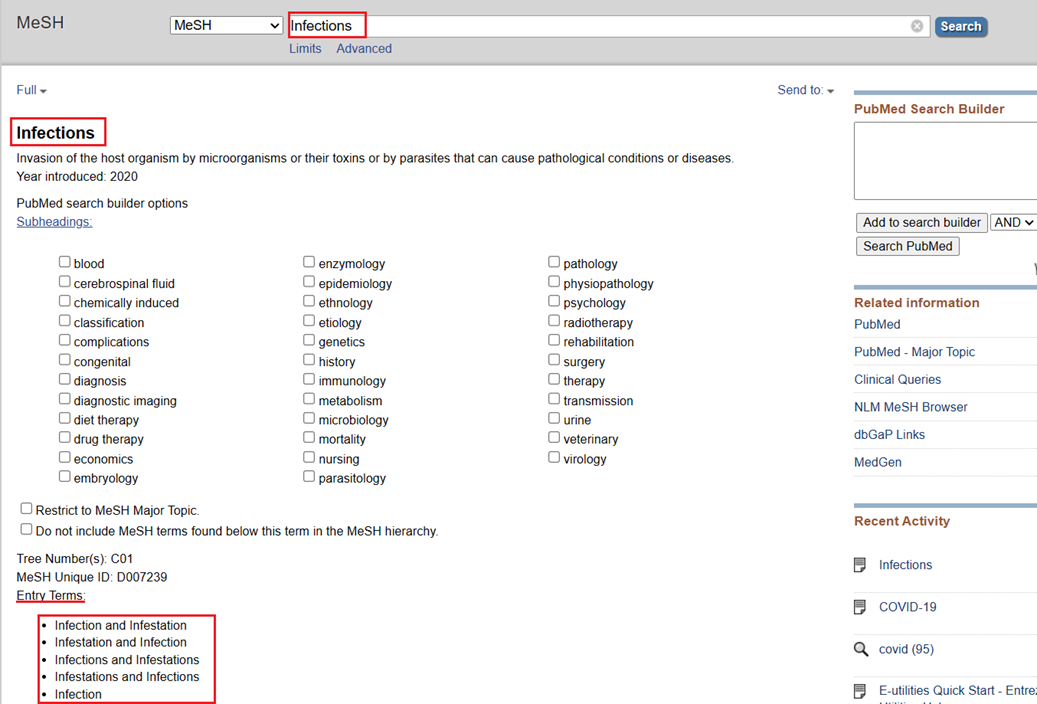 MeSH
MeSH
Infections
Search
Limits Advanced
Full
Send to:
Infections
Invasion of the host organism by microorganisms or their toxins or by parasites that can cause pathological conditions or diseases.
Year introduced: 2020
PubMed search builder options
Subheadings:
blood
cerebrospinal fluid
chemically induced
classification
complications
congenital
diagnosis
diagnostic imaging
diet therapy
drug therapy
economics
embryology
enzymology
epidemiology
ethnology
etiology
genetics
history
immunology
metabolism
microbiology
mortality
nursing
parasitology
pathology
physiopathology
psychology
radiotherapy
rehabilitation
surgery
therapy
transmission
urine
veterinary
virology
Restrict to MeSH Major Topic.
Do not include MeSH terms found below this term in the MeSH hierarchy.
Tree Number(s): C01
MeSH Unique ID: D007239
Entry Terms:
Infection and Infestation
Infestation and Infection
Infections and Infestations
Infestations and Infections
Infection
PubMed Search Builder
Add to search builder AND
Search PubMed
Related information
PubMed
PubMed - Major Topic
Clinical Queries
NLM MeSH Browser
dbGaP Links
MedGen
Recent Activity
Infections
COVID-19
covid (95)
E-utilities Quick Start - Entrez